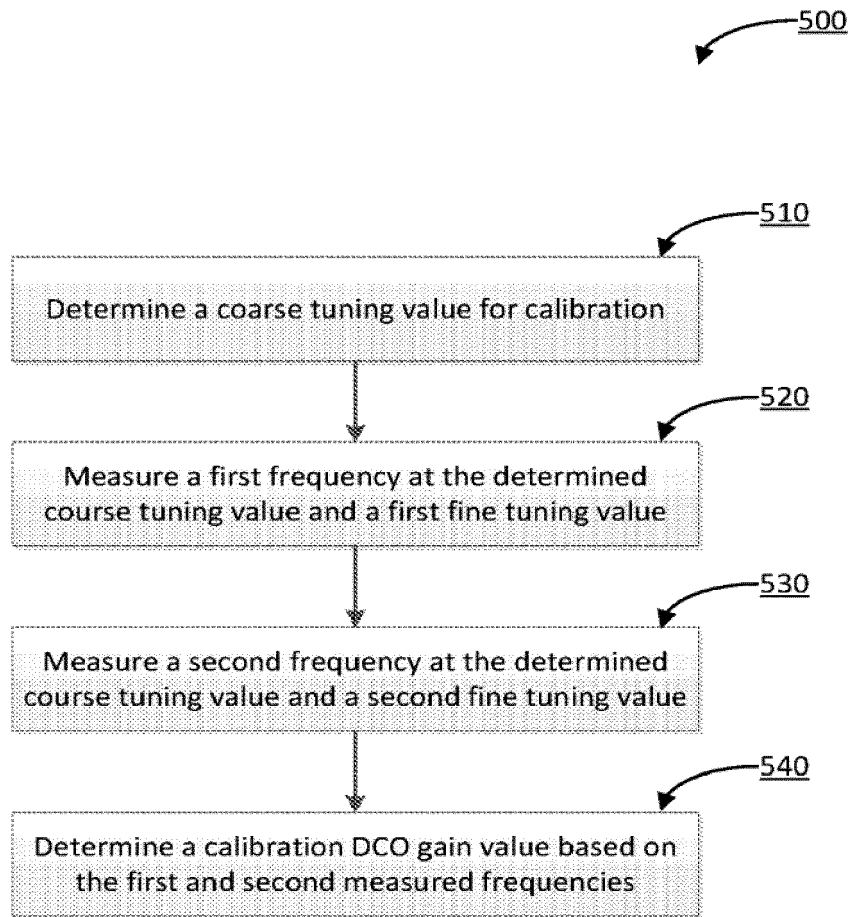 500
510
Determine a coarse tuning value for calibration
520
Measure a first frequency at the determined
course tuning value and a first fine tuning value
530
Measure a second frequency at the determined
course tuning value and a second fine tuning value
540
Determine a calibration DCO gain value based on
the first and second measured frequencies